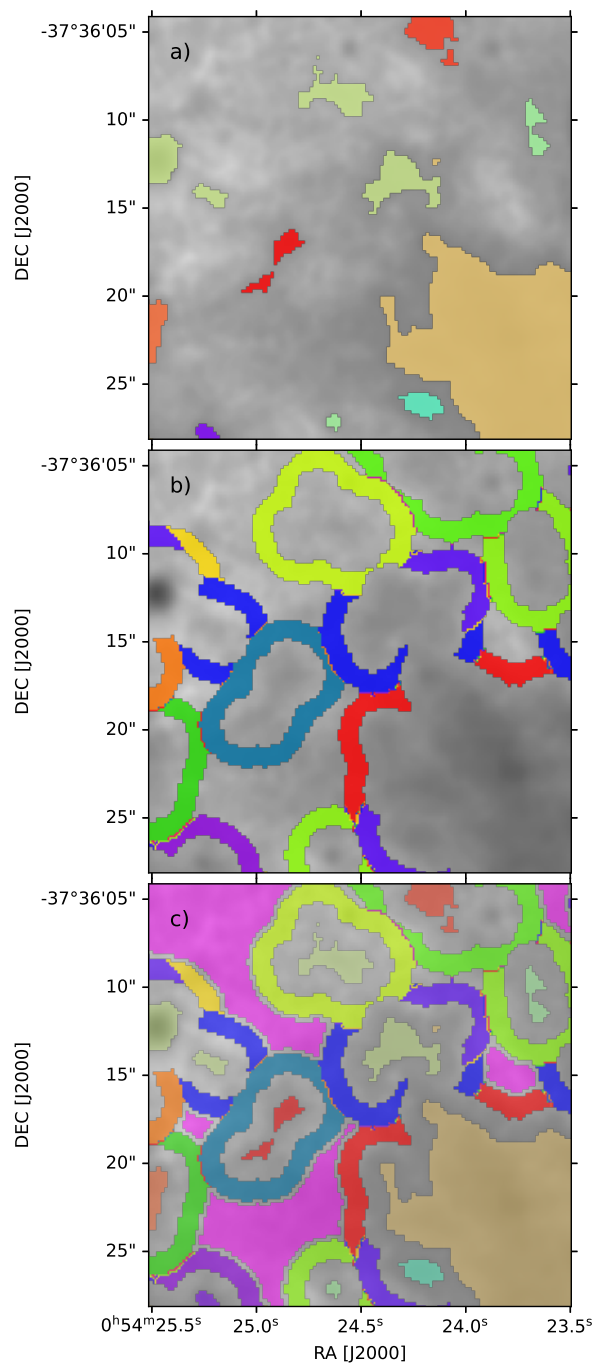 -37°36'05"
a)
10"
15"
20"
25"
DEC [J2000]
-37°36'05"
b)
10"
15"
20"
25"
DEC [J2000]
-37°36'05"
c)
10"
15"
20"
25"
DEC [J2000]
0ʰ54ᵐ25.5ˢ 25.0ˢ 24.5ˢ 24.0ˢ 23.5ˢ
RA [J2000]